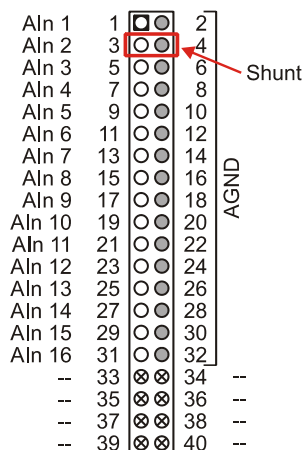 AIn 1 1 2
AIn 2 3 4
AIn 3 5 6
AIn 4 7 8
AIn 5 9 10
AIn 6 11 12
AIn 7 13 14
AIn 8 15 16
AIn 9 17 18
AIn 10 19 20
AIn 11 21 22
AIn 12 23 24
AIn 13 25 26
AIn 14 27 28
AIn 15 29 30
AIn 16 31 32
-- 33 34 --
-- 35 36 --
-- 37 38 --
-- 39 40 --
Shunt
AGND